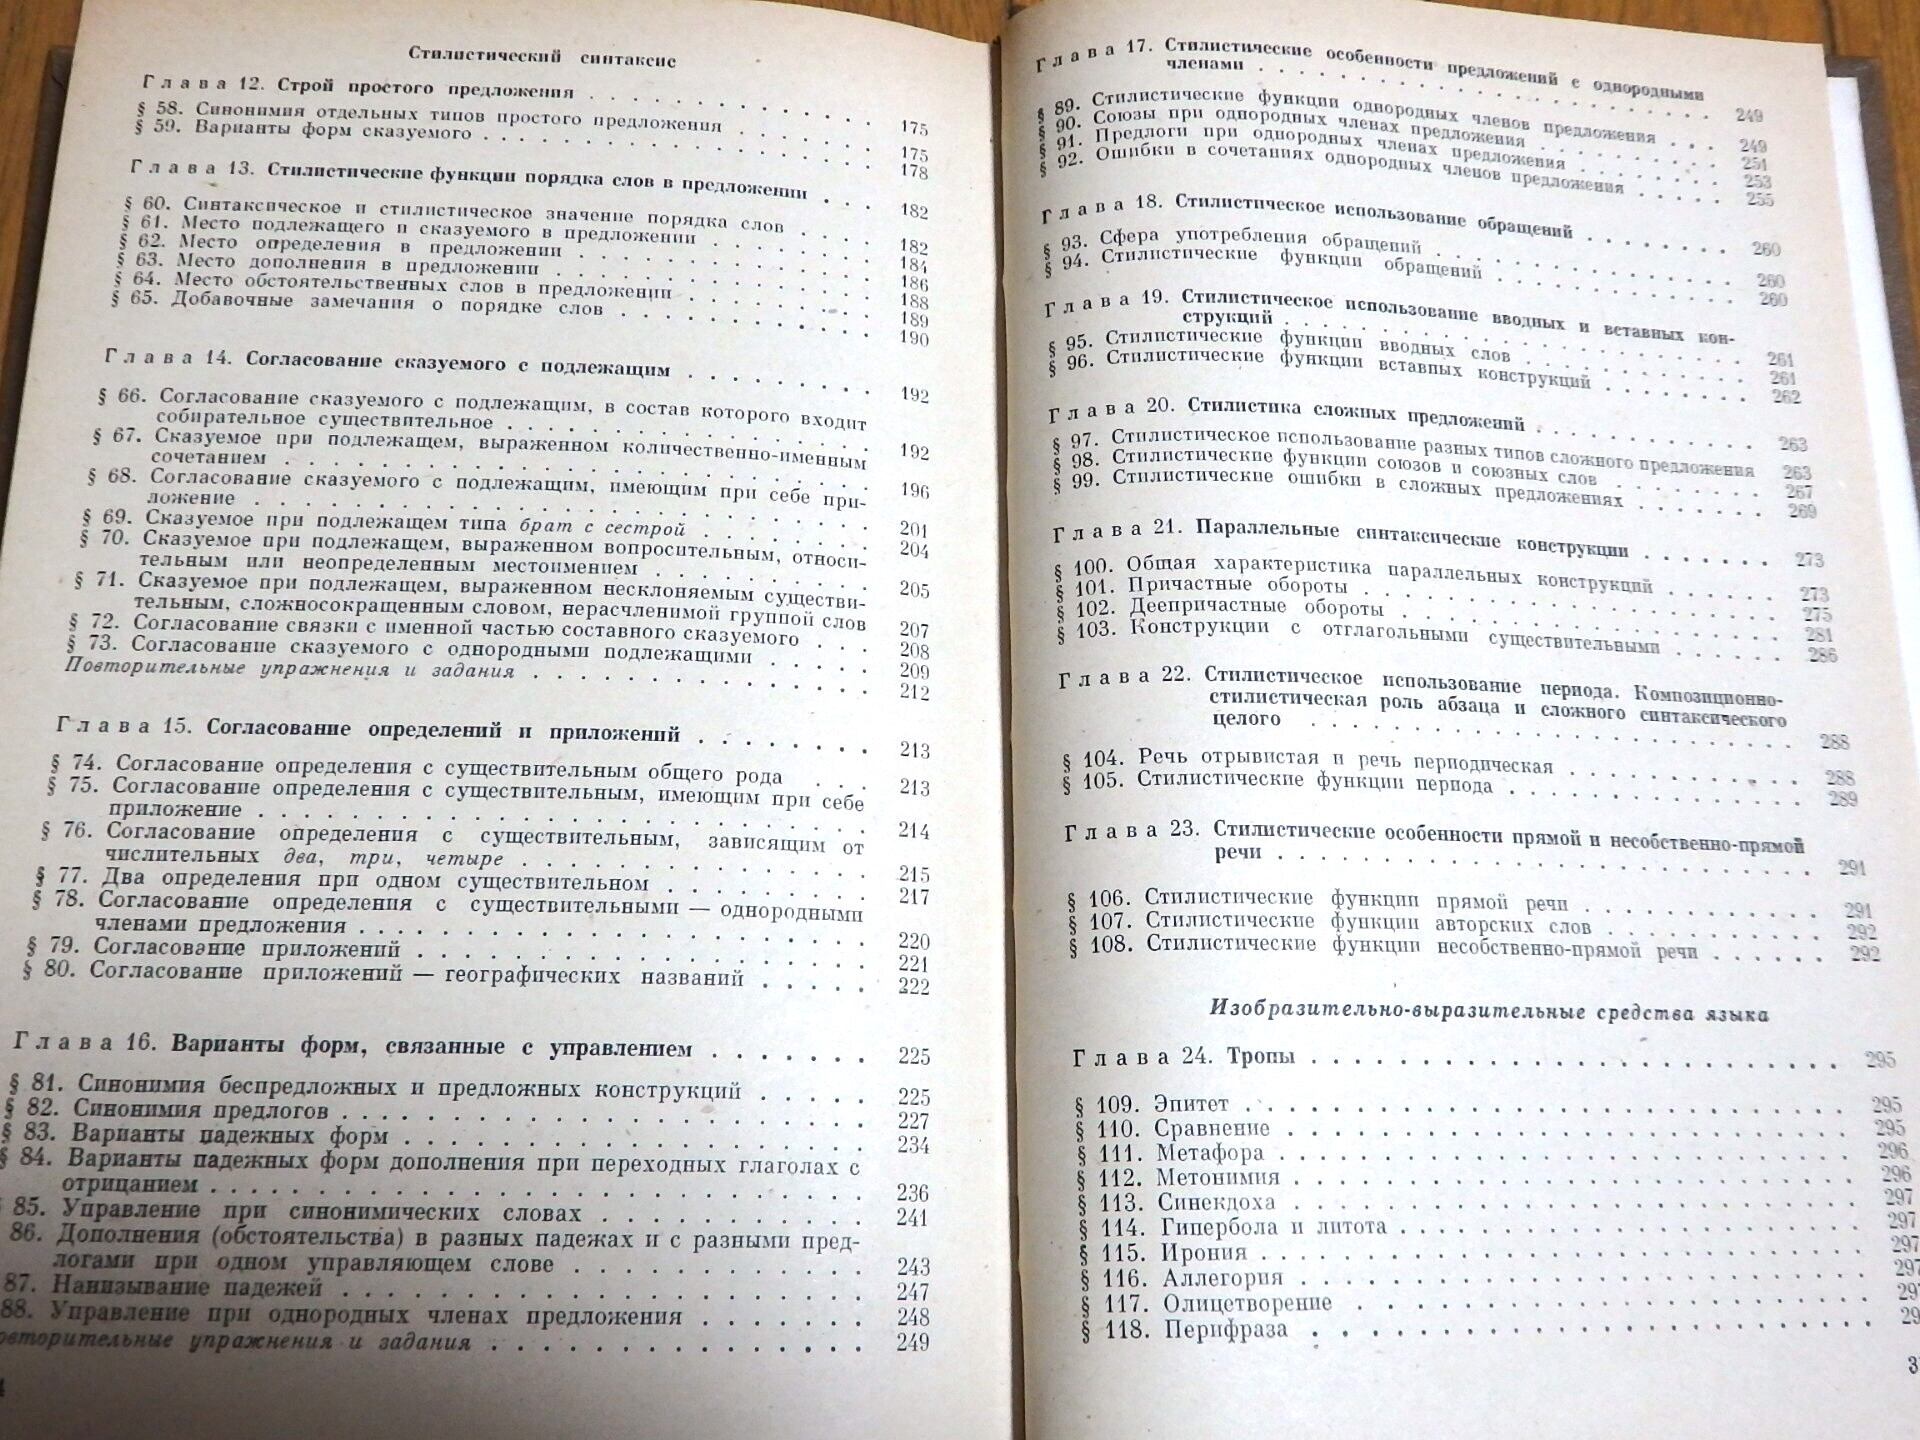 Стилистический синтаксис
Глава 12. Строй простого предложения . . . 175
§ 58. Синонимия отдельных типов простого предложения . . . 175
§ 59. Варианты форм сказуемого . . . 178
Глава 13. Стилистические функции порядка слов в предложении . . . 182
§ 60. Синтаксическое и стилистическое значение порядка слов . . . 182
§ 61. Место подлежащего и сказуемого в предложении . . . 184
§ 62. Место определения в предложении . . . 186
§ 63. Место дополнения в предложении . . . 188
§ 64. Место обстоятельственных слов в предложении . . . 189
§ 65. Добавочные замечания о порядке слов . . . 190
Глава 14. Согласование сказуемого с подлежащим . . . 192
§ 66. Согласование сказуемого с подлежащим, в состав которого входит
собирательное существительное . . . 192
§ 67. Сказуемое при подлежащем, выраженном количественно-именным
сочетанием . . . 196
§ 68. Согласование сказуемого с подлежащим, имеющим при себе при-
ложение . . . 201
§ 69. Сказуемое при подлежащем типа брат с сестрой . . . 204
§ 70. Сказуемое при подлежащем, выраженном вопросительным, относи-
тельным или неопределенным местоимением . . . 205
§ 71. Сказуемое при подлежащем, выраженном несклоняемым существи-
тельным, сложносокращенным словом, нерасчленимой группой слов 207
§ 72. Согласование связки с именной частью составного сказуемого . . . 208
§ 73. Согласование сказуемого с однородными подлежащими . . . 209
Повторительные упражнения и задания . . . 212
Глава 15. Согласование определений и приложений . . . 213
§ 74. Согласование определения с существительным общего рода . . . 213
§ 75. Согласование определения с существительным, имеющим при себе
приложение . . . 214
§ 76. Согласование определения с существительным, зависящим от
числительных два, три, четыре . . . 215
§ 77. Два определения при одном существительном . . . 217
§ 78. Согласование определения с существительными — однородными
членами предложения . . . 220
§ 79. Согласование приложений . . . 221
§ 80. Согласование приложений — географических названий . . . 222
Глава 16. Варианты форм, связанные с управлением . . . 225
§ 81. Синонимия беспредложных и предложных конструкций . . . 225
§ 82. Синонимия предлогов . . . 227
§ 83. Варианты падежных форм . . . 234
§ 84. Варианты падежных форм дополнения при переходных глаголах с
отрицанием . . . 236
85. Управление при синонимических словах . . . 241
86. Дополнения (обстоятельства) в разных падежах и с разными пред-
логами при одном управляющем слове . . . 243
87. Нанизывание падежей . . . 247
88. Управление при однородных членах предложения . . . 248
овторительные упражнения и задания . . . 249
4
Глава 17. Стилистические особенности предложений с однородными
членами . . . 249
§ 89. Стилистические функции однородных членов предложения . . . 249
§ 90. Союзы при однородных членах предложения . . . 251
§ 91. Предлоги при однородных членах предложения . . . 253
§ 92. Ошибки в сочетаниях однородных членов предложения . . . 255
Глава 18. Стилистическое использование обращений . . . 260
§ 93. Сфера употребления обращений . . . 260
§ 94. Стилистические функции обращений . . . 260
Глава 19. Стилистическое использование вводных и вставных кон-
струкций . . . 261
§ 95. Стилистические функции вводных слов . . . 261
§ 96. Стилистические функции вставных конструкций . . . 262
Глава 20. Стилистика сложных предложений . . . 263
§ 97. Стилистическое использование разных типов сложного предложения 263
§ 98. Стилистические функции союзов и союзных слов . . . 267
§ 99. Стилистические ошибки в сложных предложениях . . . 269
Глава 21. Параллельные синтаксические конструкции . . . 273
§ 100. Общая характеристика параллельных конструкций . . . 273
§ 101. Причастные обороты . . . 275
§ 102. Деепричастные обороты . . . 281
§ 103. Конструкции с отглагольными существительными . . . 286
Глава 22. Стилистическое использование периода. Композиционно-
стилистическая роль абзаца и сложного синтаксического
целого . . . 288
§ 104. Речь отрывистая и речь периодическая . . . 288
§ 105. Стилистические функции периода . . . 289
Глава 23. Стилистические особенности прямой и несобственно-прямой
речи . . . 291
§ 106. Стилистические функции прямой речи . . . 291
§ 107. Стилистические функции авторских слов . . . 292
§ 108. Стилистические функции несобственно-прямой речи . . . 292
Изобразительно-выразительные средства языка
Глава 24. Тропы . . . 295
§ 109. Эпитет . . . 295
§ 110. Сравнение . . . 295
§ 111. Метафора . . . 296
§ 112. Метонимия . . . 296
§ 113. Синекдоха . . . 297
§ 114. Гипербола и литота . . . 297
§ 115. Ирония . . . 297
§ 116. Аллегория . . . 297
§ 117. Олицетворение . . . 29
§ 118. Перифраза . . . 29
3